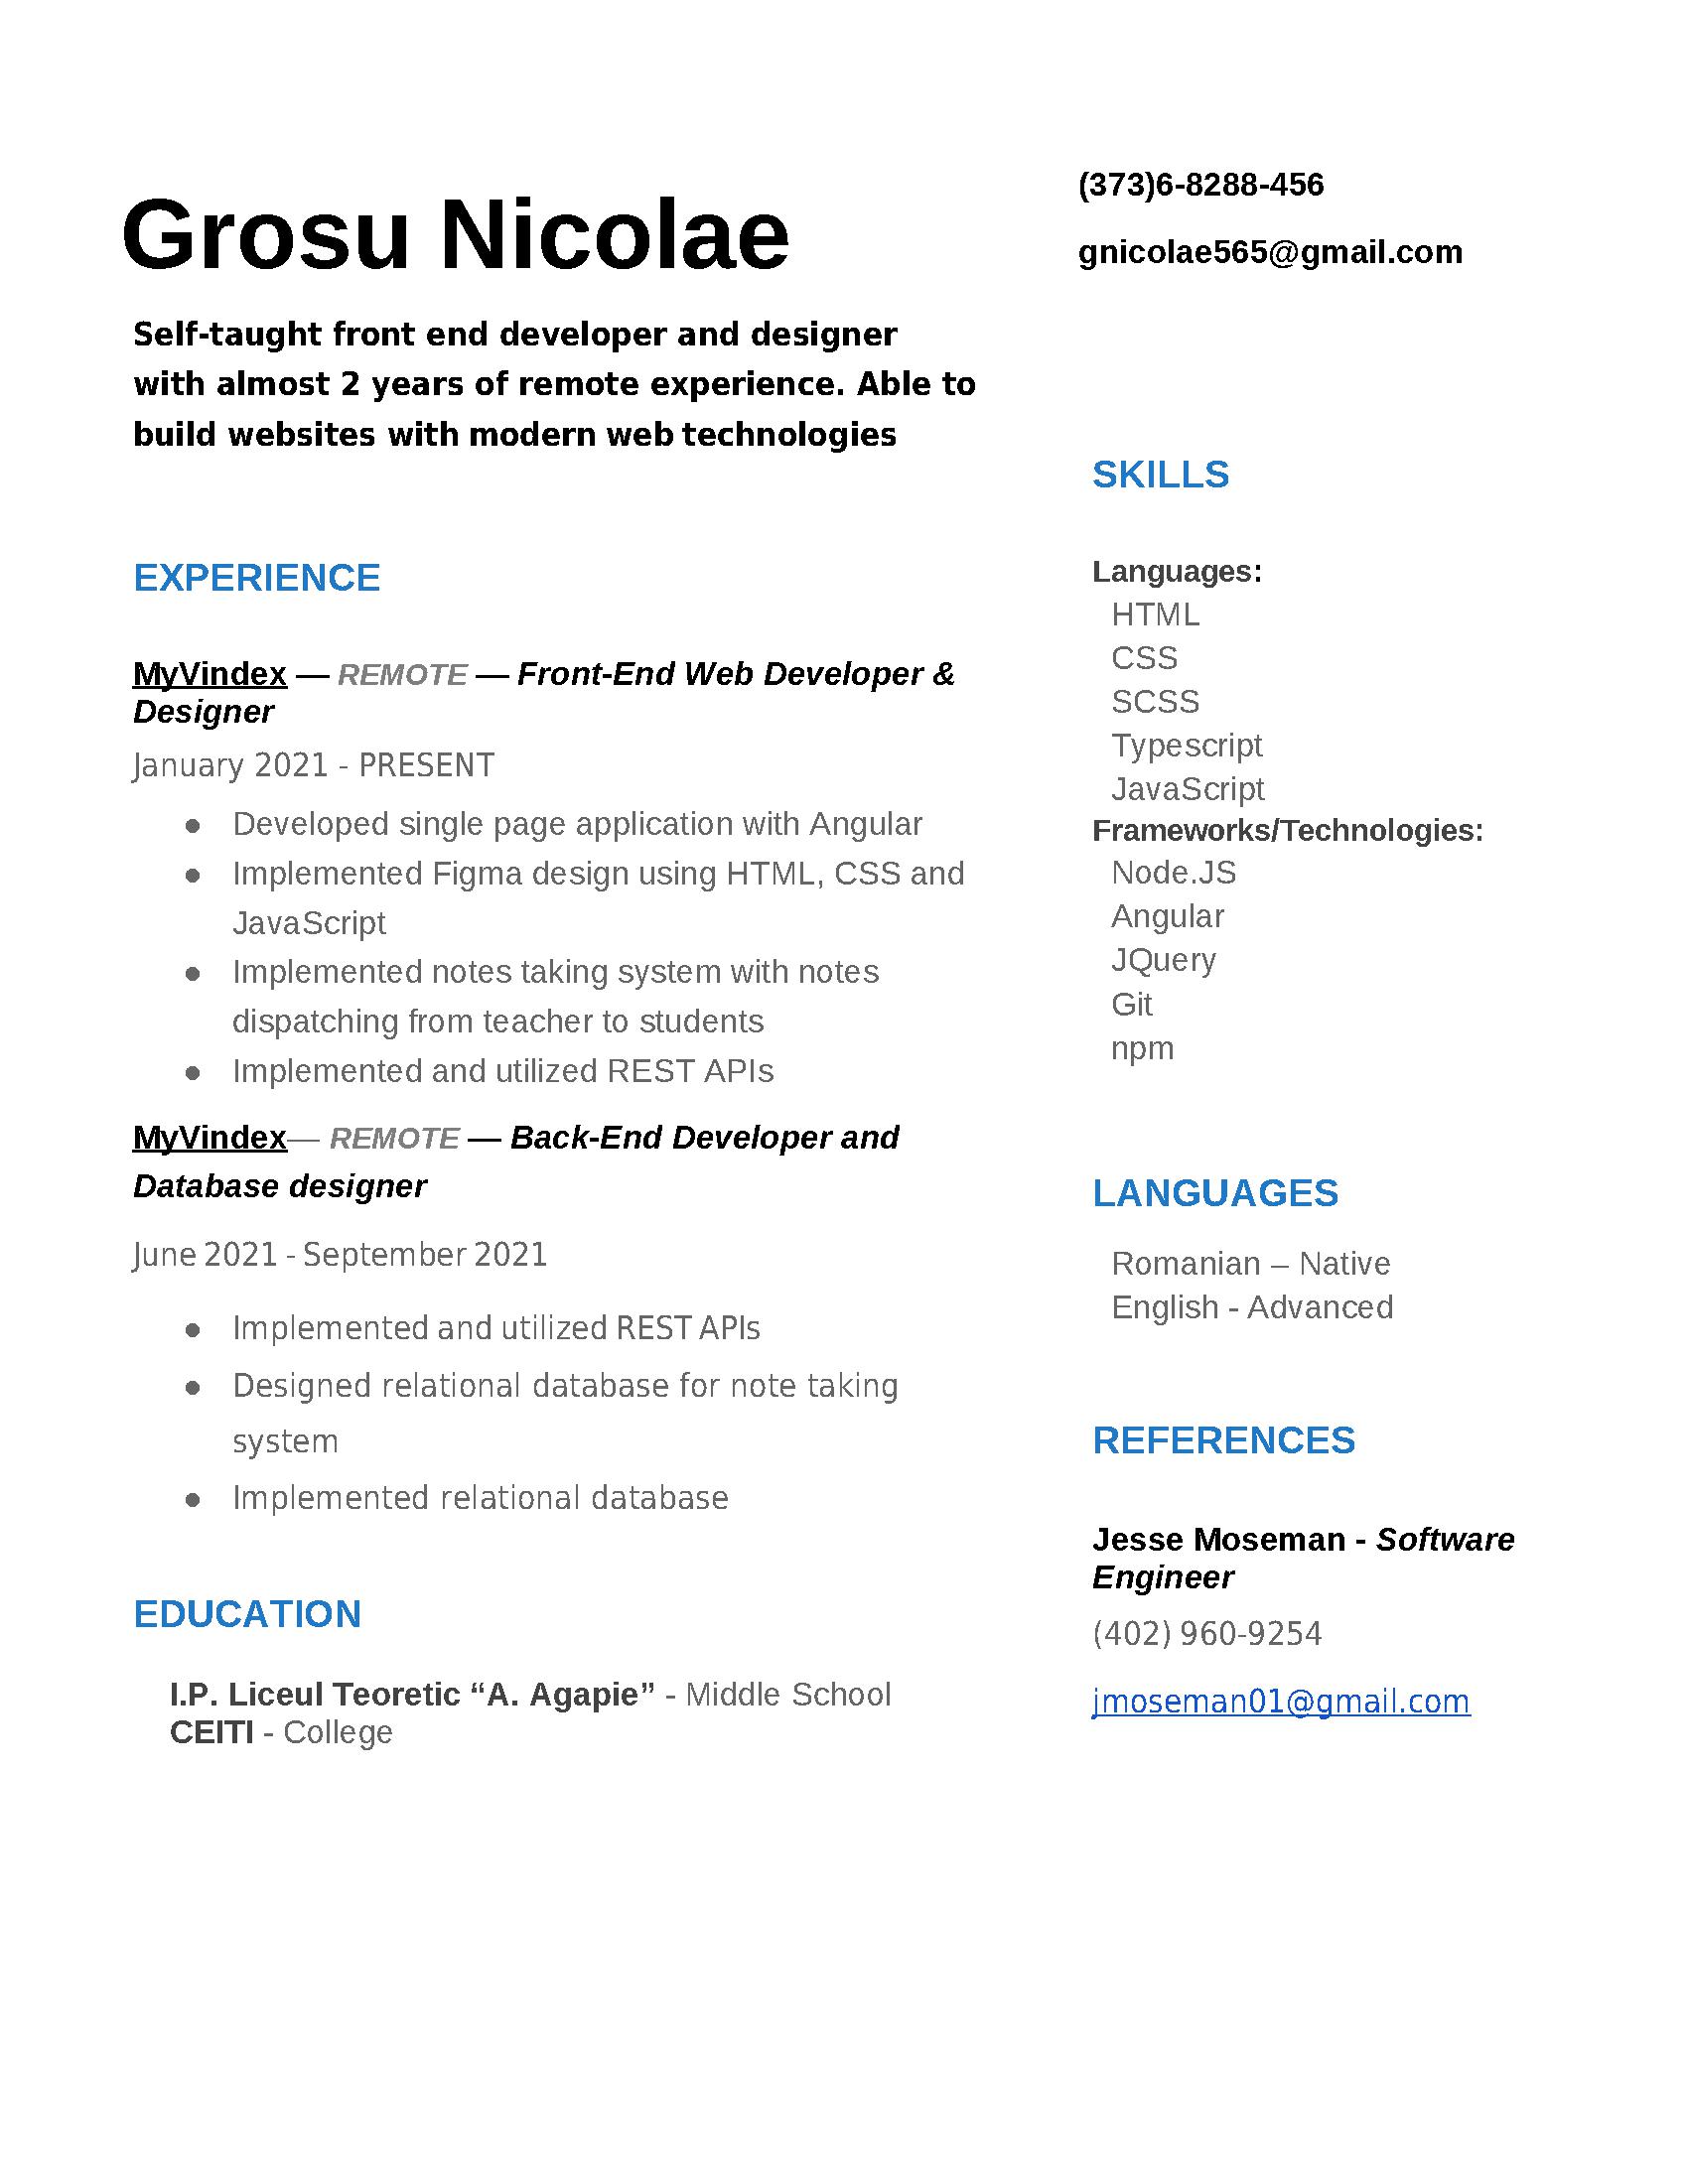 Grosu Nicolae
Self-taught front end developer and designer
with almost 2 years of remote experience. Able to
build websites with modern web technologies
(373)6-8288-456
gnicolae565@gmail.com
EXPERIENCE
MyVindex — REMOTE — Front-End Web Developer &
Designer
January 2021 - PRESENT
● Developed single page application with Angular
● Implemented Figma design using HTML, CSS and
JavaScript
● Implemented notes taking system with notes
dispatching from teacher to students
● Implemented and utilized REST APIs
MyVindex— REMOTE — Back-End Developer and
Database designer
June 2021 - September 2021
● Implemented and utilized REST APIs
● Designed relational database for note taking
system
● Implemented relational database
EDUCATION
I.P. Liceul Teoretic “A. Agapie” - Middle School
CEITI - College
SKILLS
Languages:
HTML
CSS
SCSS
Typescript
JavaScript
Frameworks/Technologies:
Node.JS
Angular
JQuery
Git
npm
LANGUAGES
Romanian – Native
English - Advanced
REFERENCES
Jesse Moseman - Software
Engineer
(402) 960-9254
jmoseman01@gmail.com